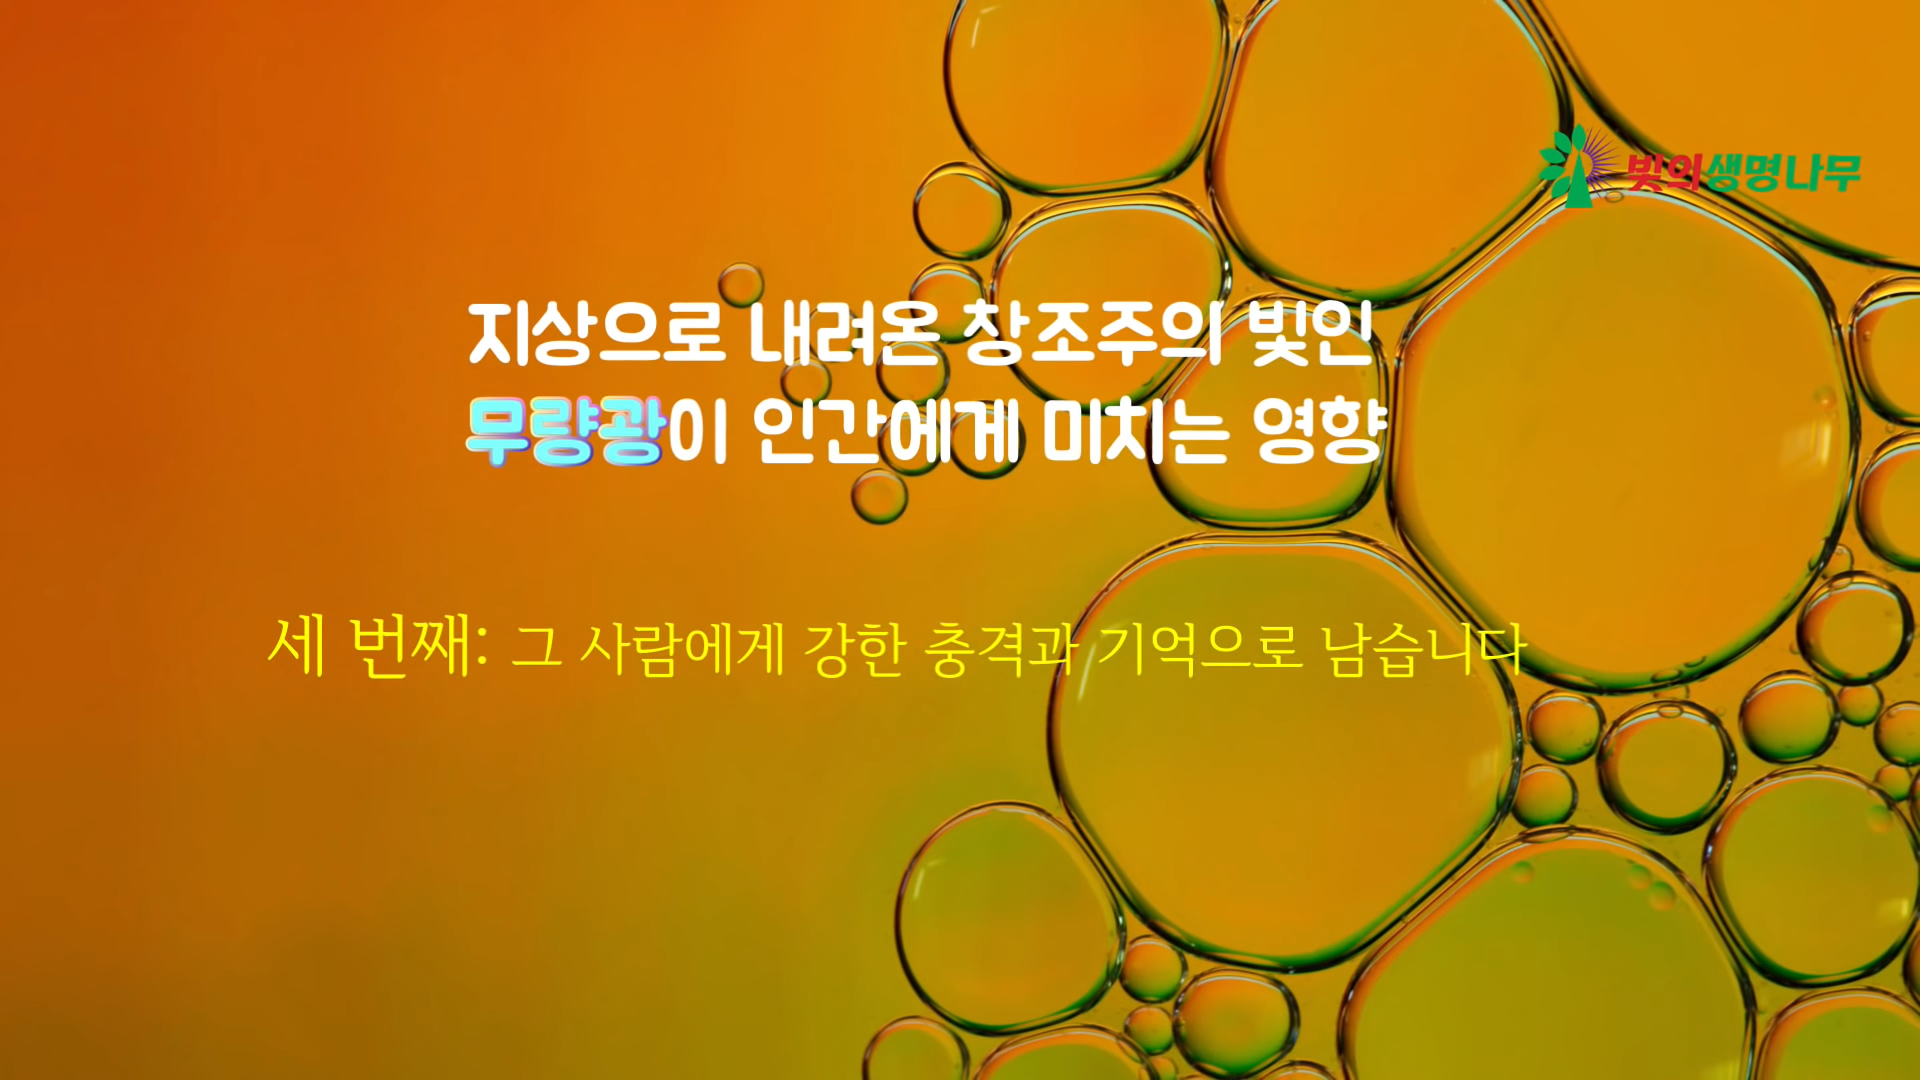 빛의생명나무
지상으로 내려온 창조주의 빛인
무량광이 인간에게 미치는 영향
세 번째: 그 사람에게 강한 충격과 기억으로 남습니다